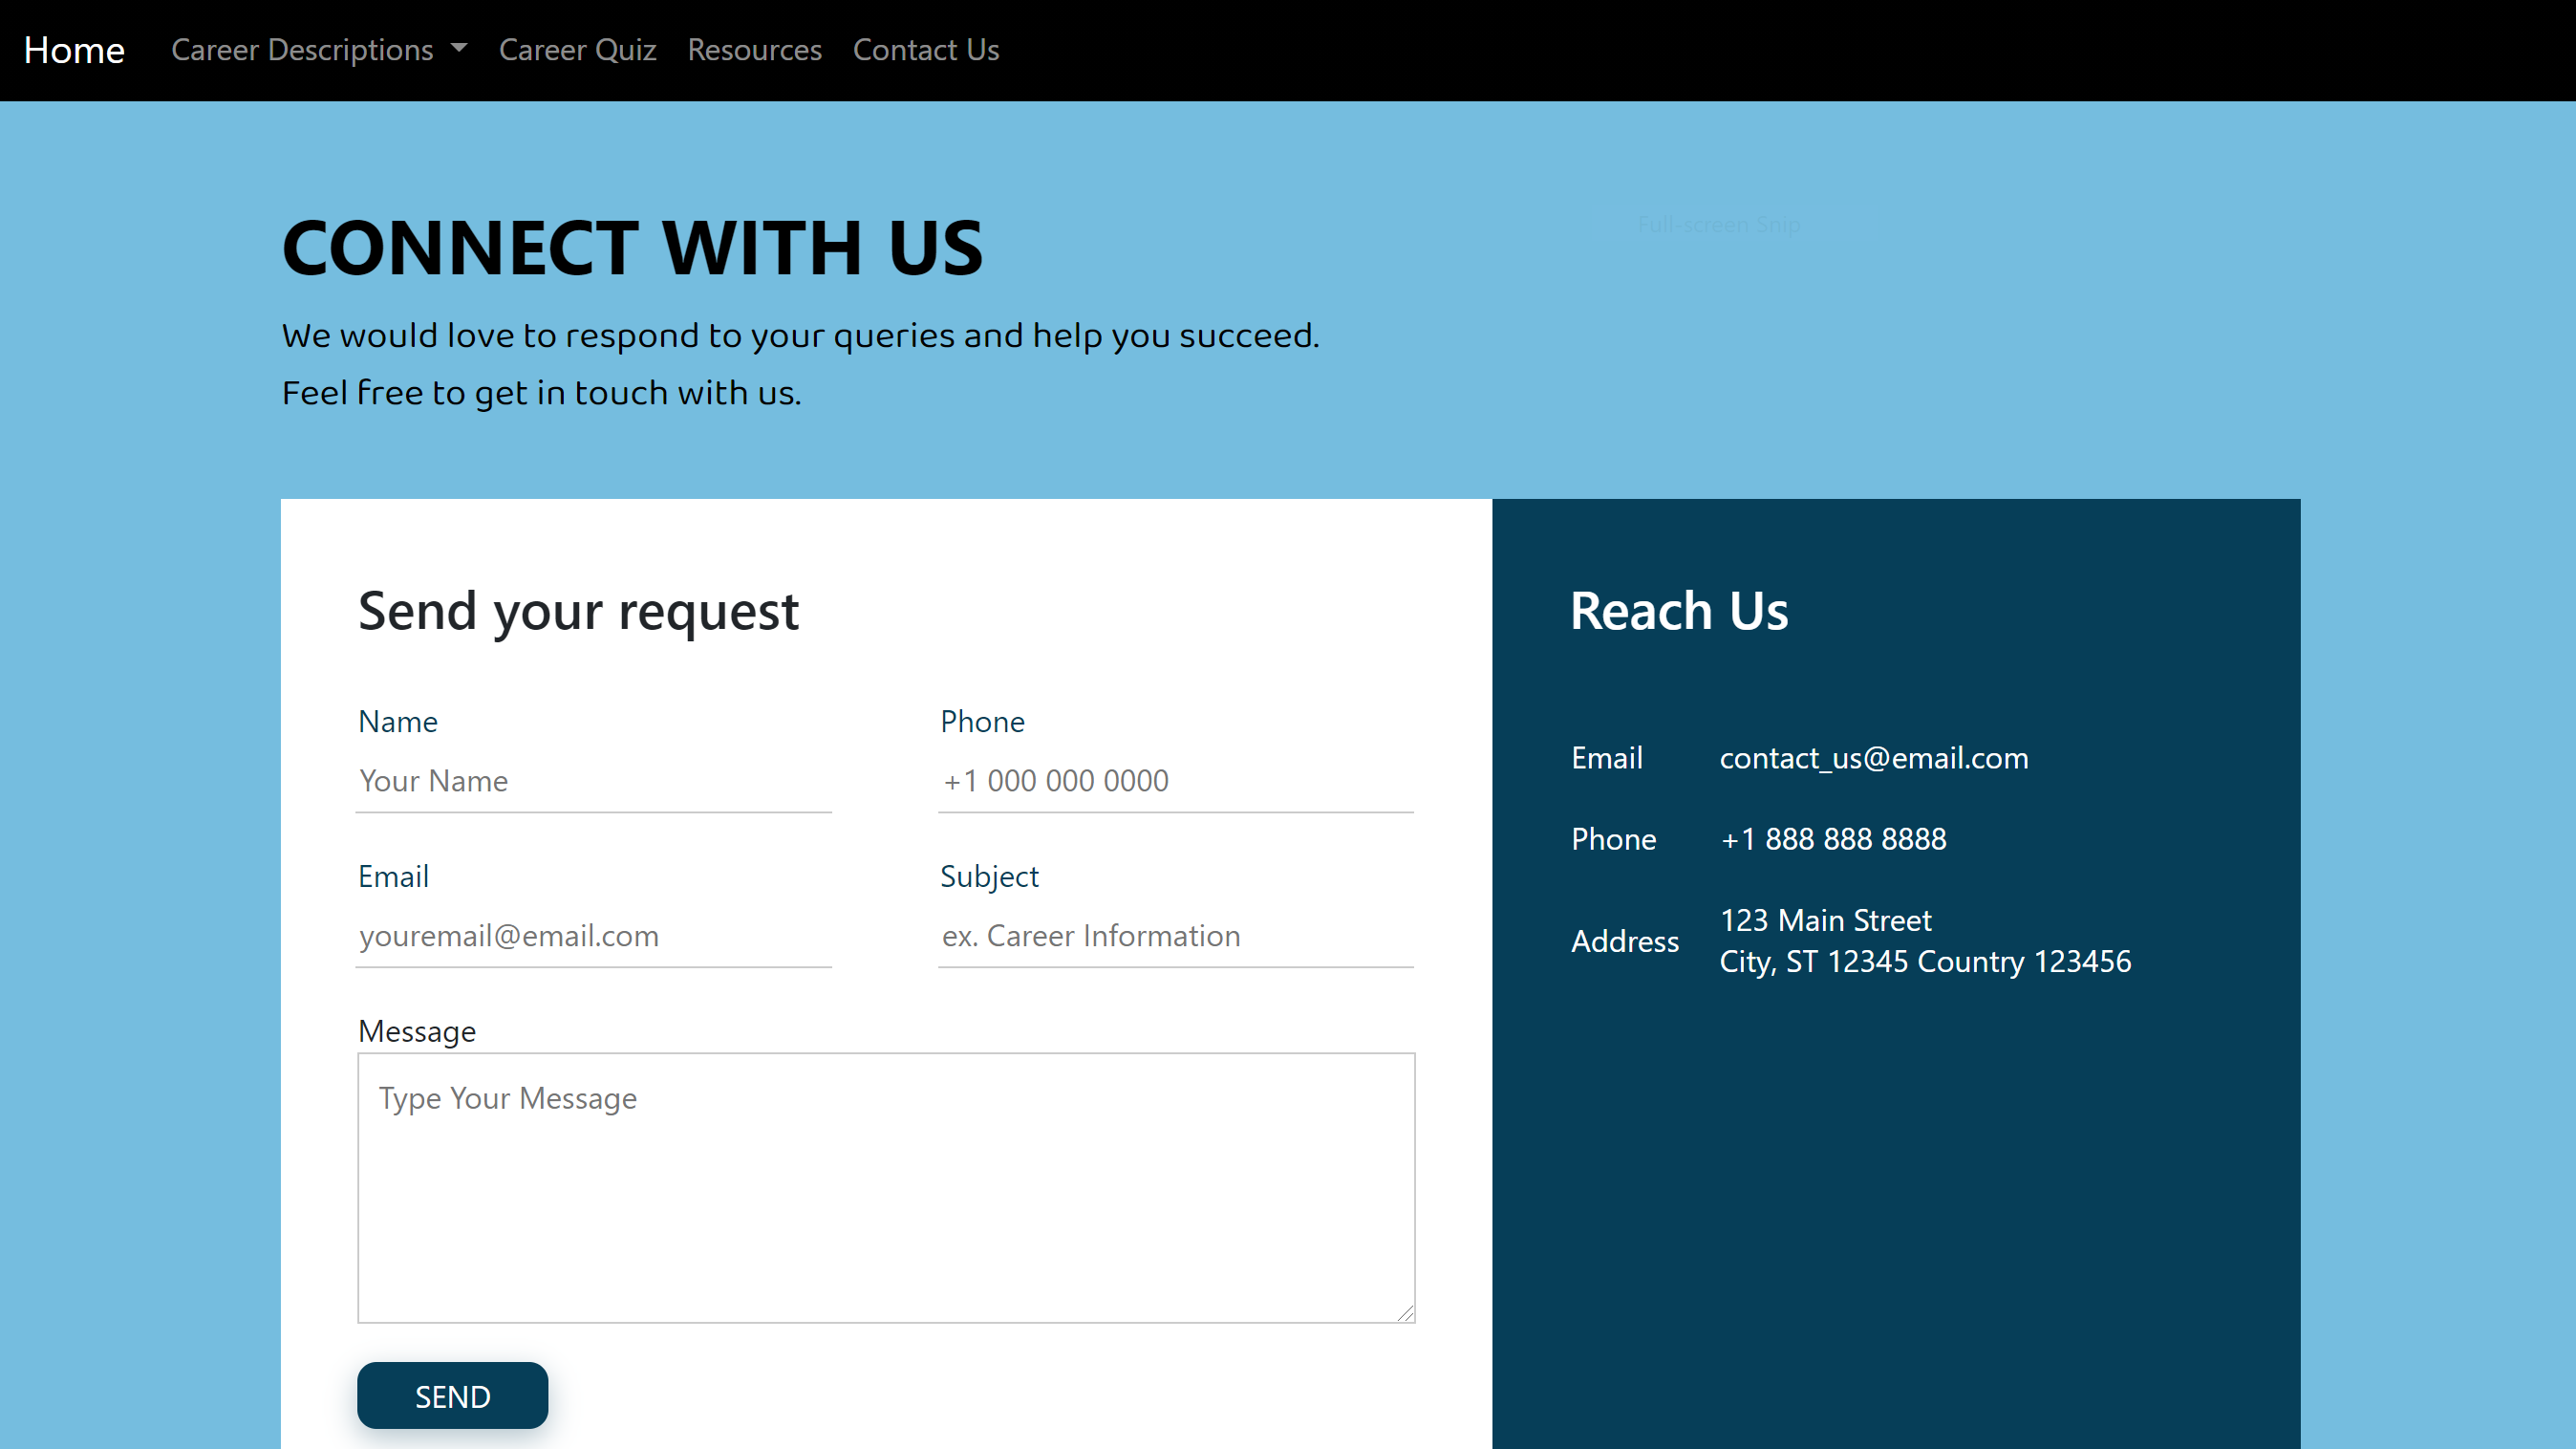 Home Career Descriptions Career Quiz Resources Contact Us
CONNECT WITH US
Full-screen Snip
We would love to respond to your queries and help you succeed.
Feel free to get in touch with us.
Send your request
Name
Your Name
Phone
+1 000 000 0000
Email
youremail@email.com
Subject
ex. Career Information
Message
Type Your Message
SEND
Reach Us
Email contact_us@email.com
Phone +1 888 888 8888
Address 123 Main Street
City, ST 12345 Country 123456